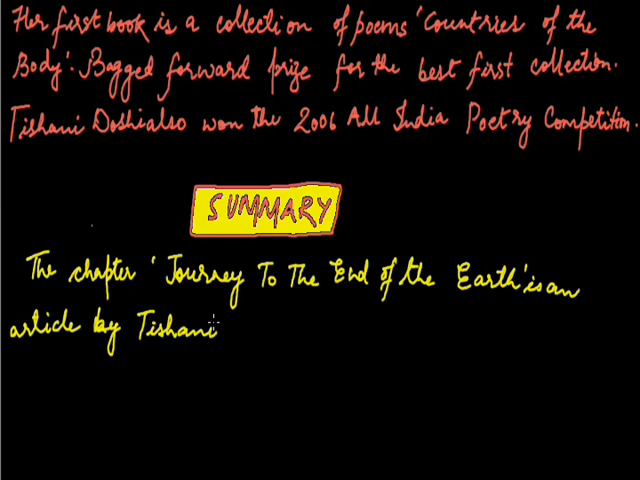 Her first book is a collection of poems 'Countries of the
Body'. Bagged forward prize for the best first collection.
Tishani Doshi also won the 2006 All India Poetry Competition.
SUMMARY
The chapter 'Journey To The End of the Earth' is an
article by Tishani